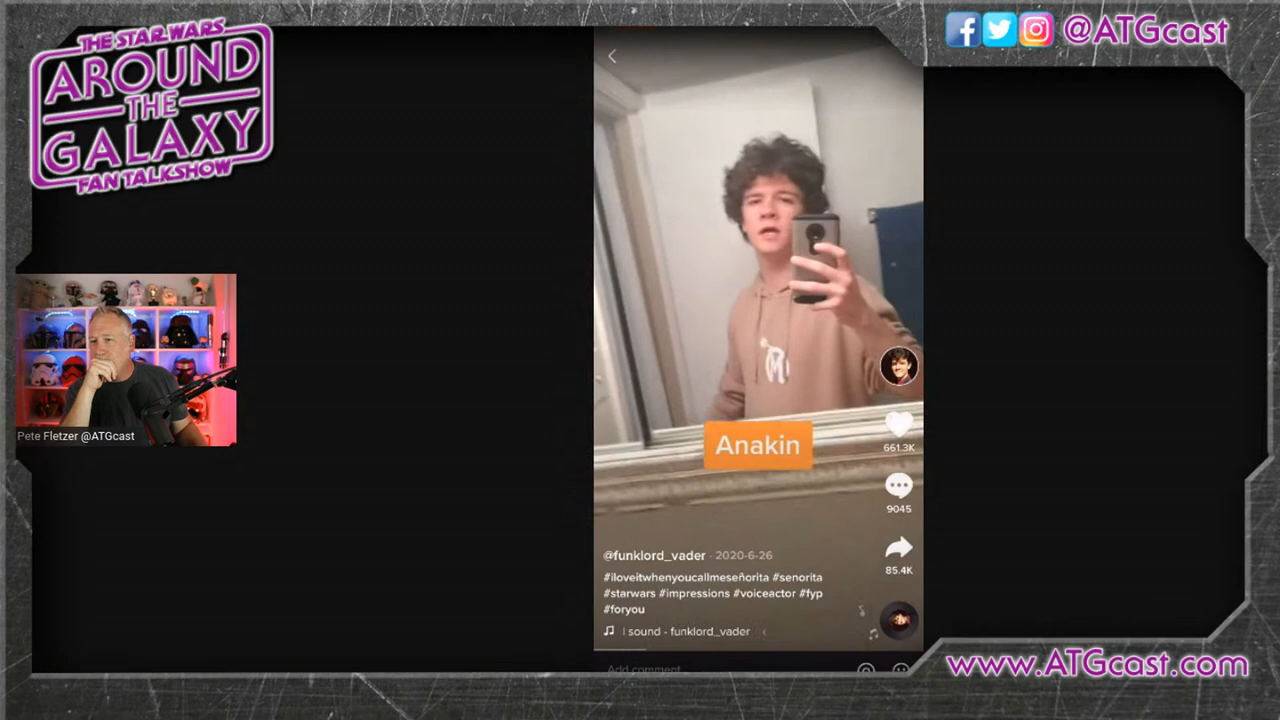 THE STAR WARS
AROUND
THE
GALAXY
FAN TALKSHOW
@ATGcast
Pete Fletzer @ATGcast
Anakin
661.3K
9045
85.4K
@funklord_vader · 2020-6-26
#iloveitwhenyoucallmeseñorita #senorita
#starwars #impressions #voiceactor #fyp
#foryou
i sound - funklord_vader
Add comment
www.ATGcast.com